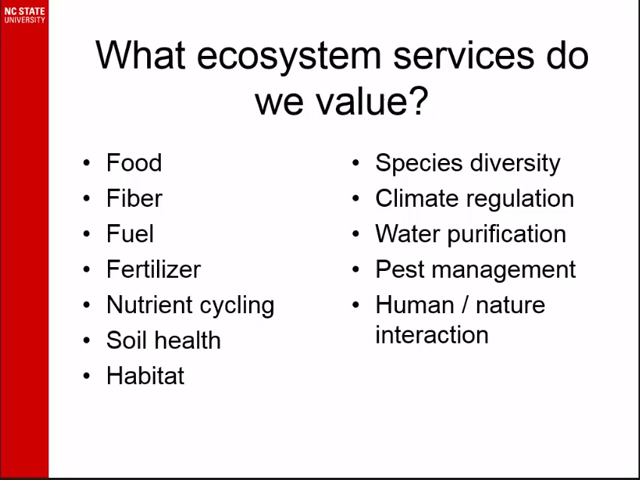 NC STATE
UNIVERSITY
What ecosystem services do
we value?
• Food
• Fiber
• Fuel
• Fertilizer
• Nutrient cycling
• Soil health
• Habitat
• Species diversity
• Climate regulation
• Water purification
• Pest management
• Human / nature
interaction